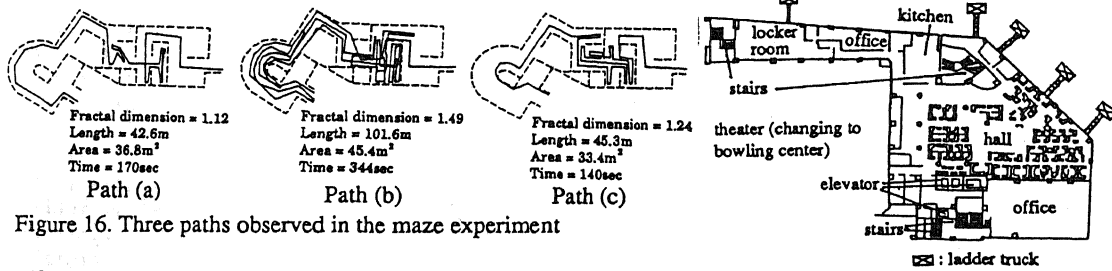 Fractal dimension = 1.12
Length = 42.6m
Area = 36.8m²
Time = 170sec
Path (a)
Fractal dimension = 1.49
Length = 101.6m
Area = 45.4m²
Time = 344sec
Path (b)
Fractal dimension = 1.24
Length = 45.3m
Area = 33.4m²
Time = 140sec
Path (c)
Figure 16. Three paths observed in the maze experiment
kitchen
locker
room
office
stairs
theater (changing to
bowling center)
hall
elevator
office
stairs
: ladder truck